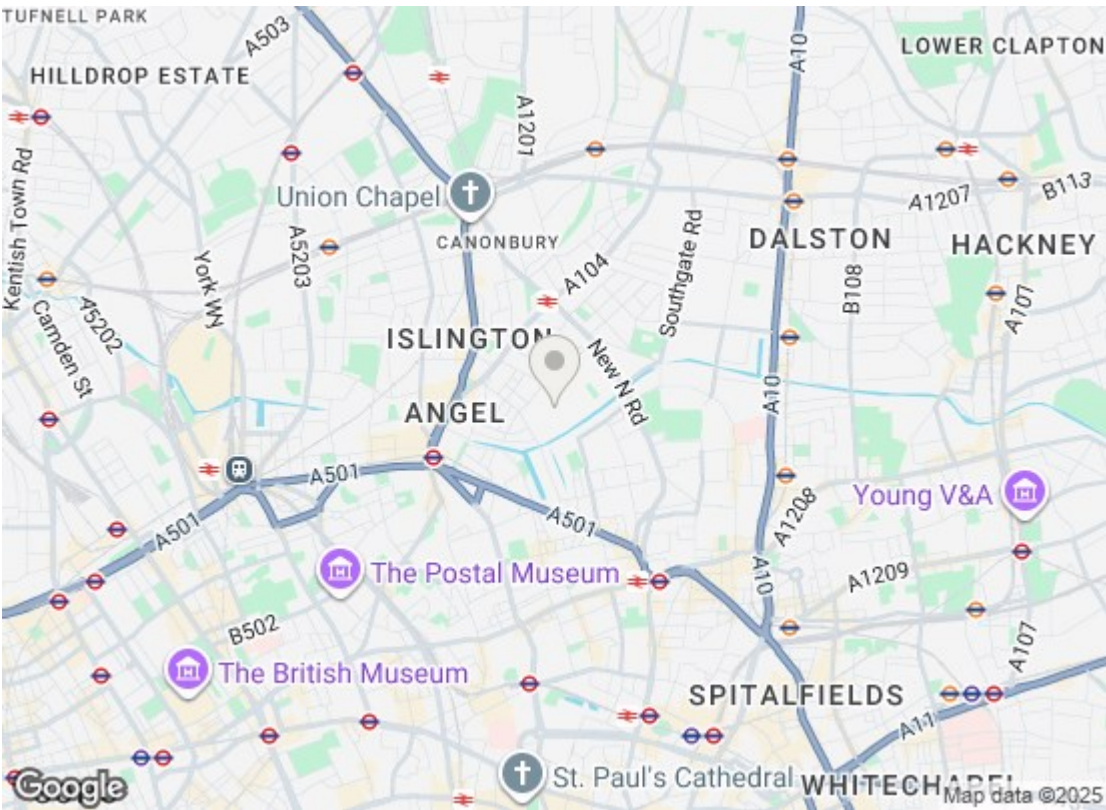 TUFNELL PARK
A503
A10
LOWER CLAPTON
HILLDROP ESTATE
A1201
Kentish Town Rd
Union Chapel
A1207
B113
CANONBURY
A5203
York Wy
A104
Southgate Rd
DALSTON
HACKNEY
B108
A107
A5202
Camden St
ISLINGTON
New N Rd
A10
ANGEL
A501
Young V&A
A501
A501
A1208
The Postal Museum
A10
A1209
B502
A107
The British Museum
SPITALFIELDS
A11
St. Paul's Cathedral
WHITECHAPEL
Google
Map data ©2025